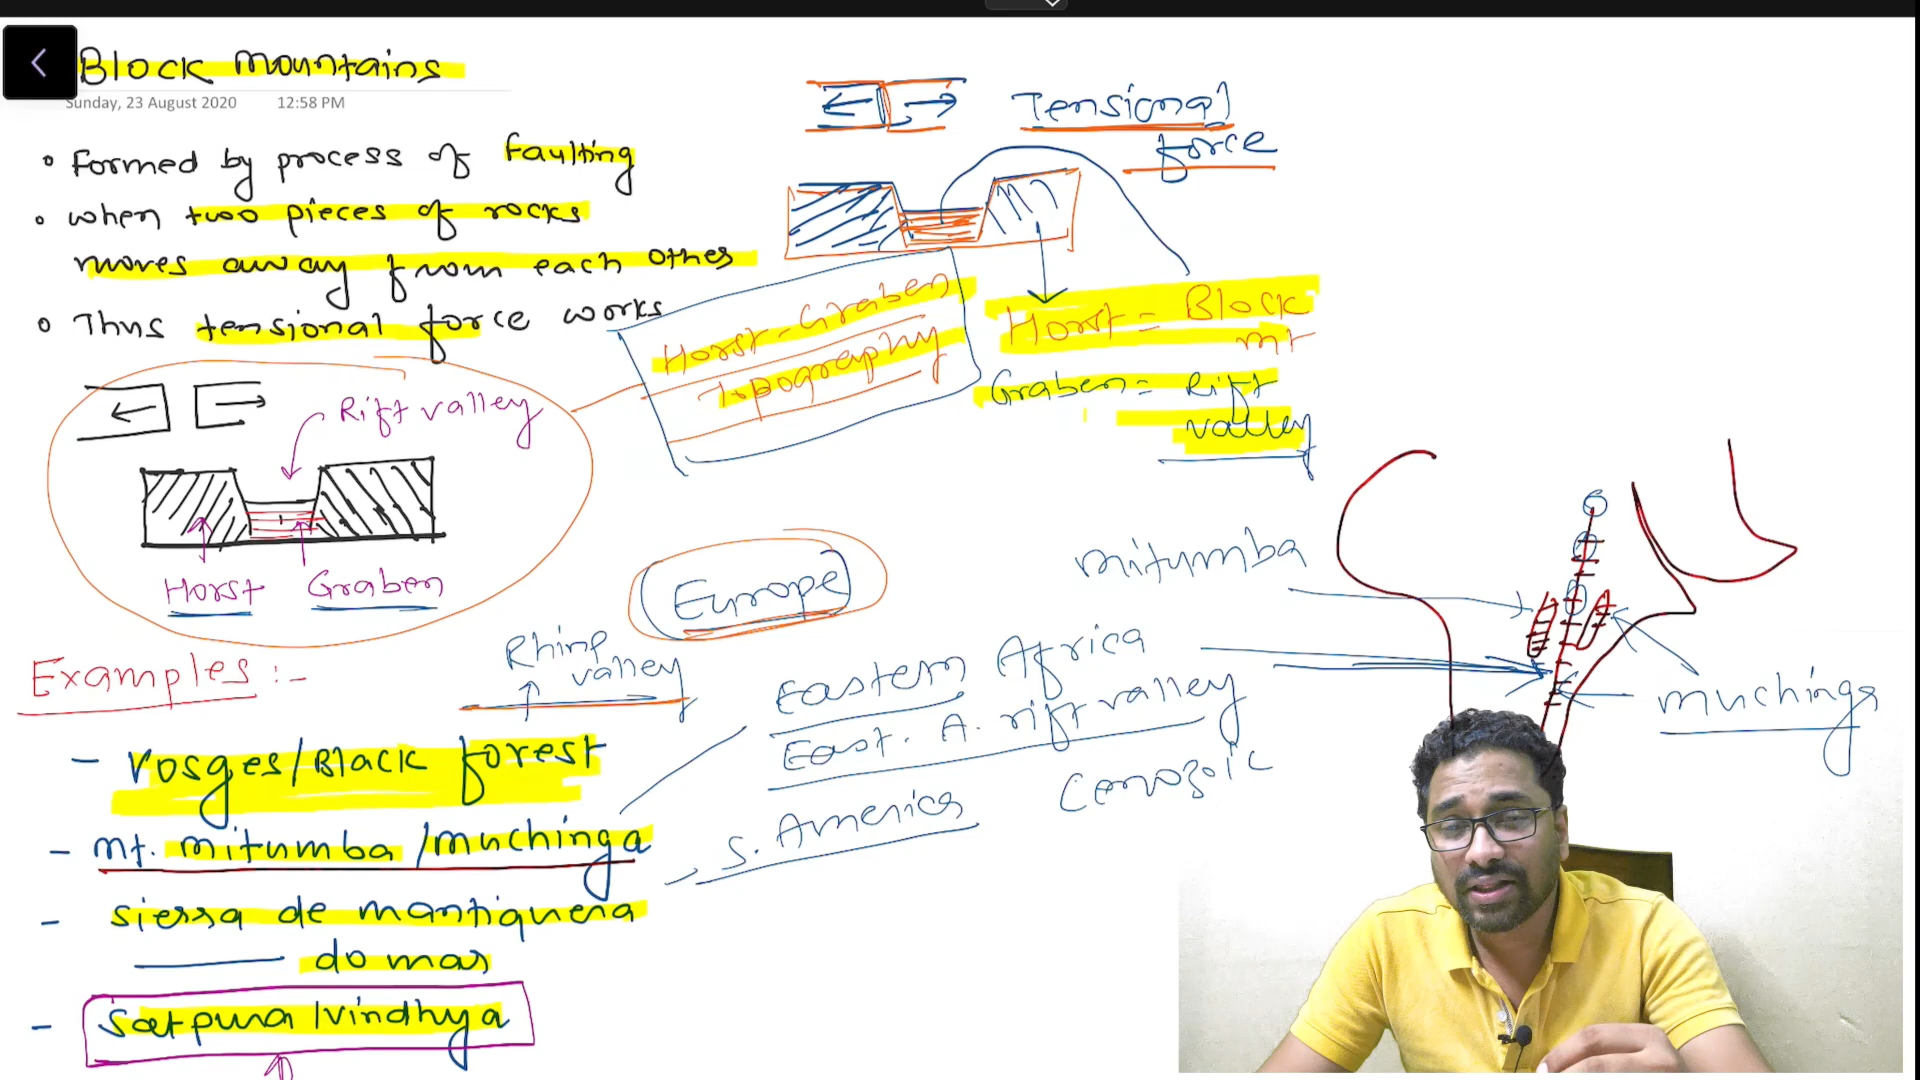 Block Mountains
Sunday, 23 August 2020 12:58 PM
Formed by process of faulting
when two pieces of rocks
moves away from each other
Thus tensional force works
Tensional
force
Horst-Graben
Topography
Horst = Block
mt
Graben = Rift
valley
Rift valley
Horst Graben
Europe
Rhine
valley
Examples :-
- Vosges/Black forest
- Mt. Mitumba/Muchinga
- sierra de mantiquera
do mar
- Satpura/Vindhya
Eastern Africa
East. A. rift valley
S. America
Cenozoic
mitumba
muchinga